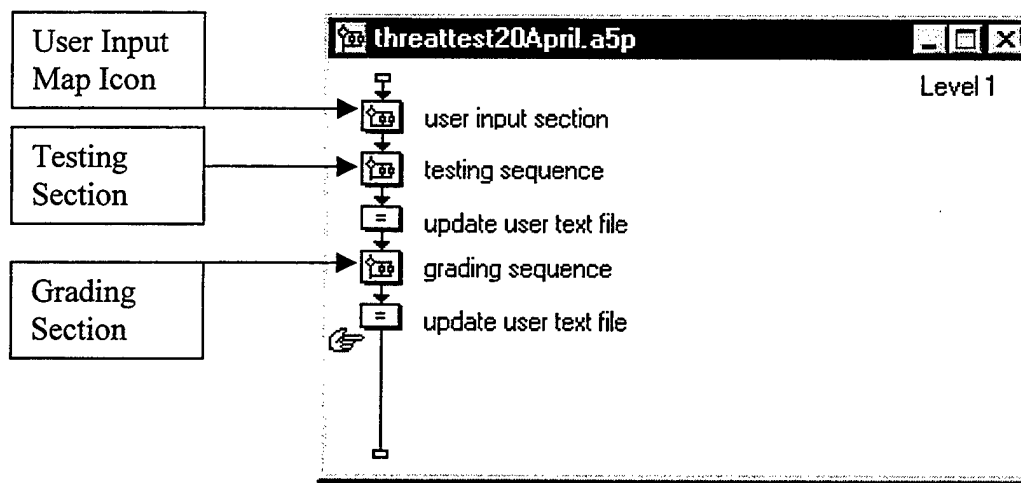 User Input
Map Icon
Testing
Section
Grading
Section
threattest20April.a5p
Level 1
user input section
testing sequence
=
update user text file
grading sequence
=
update user text file